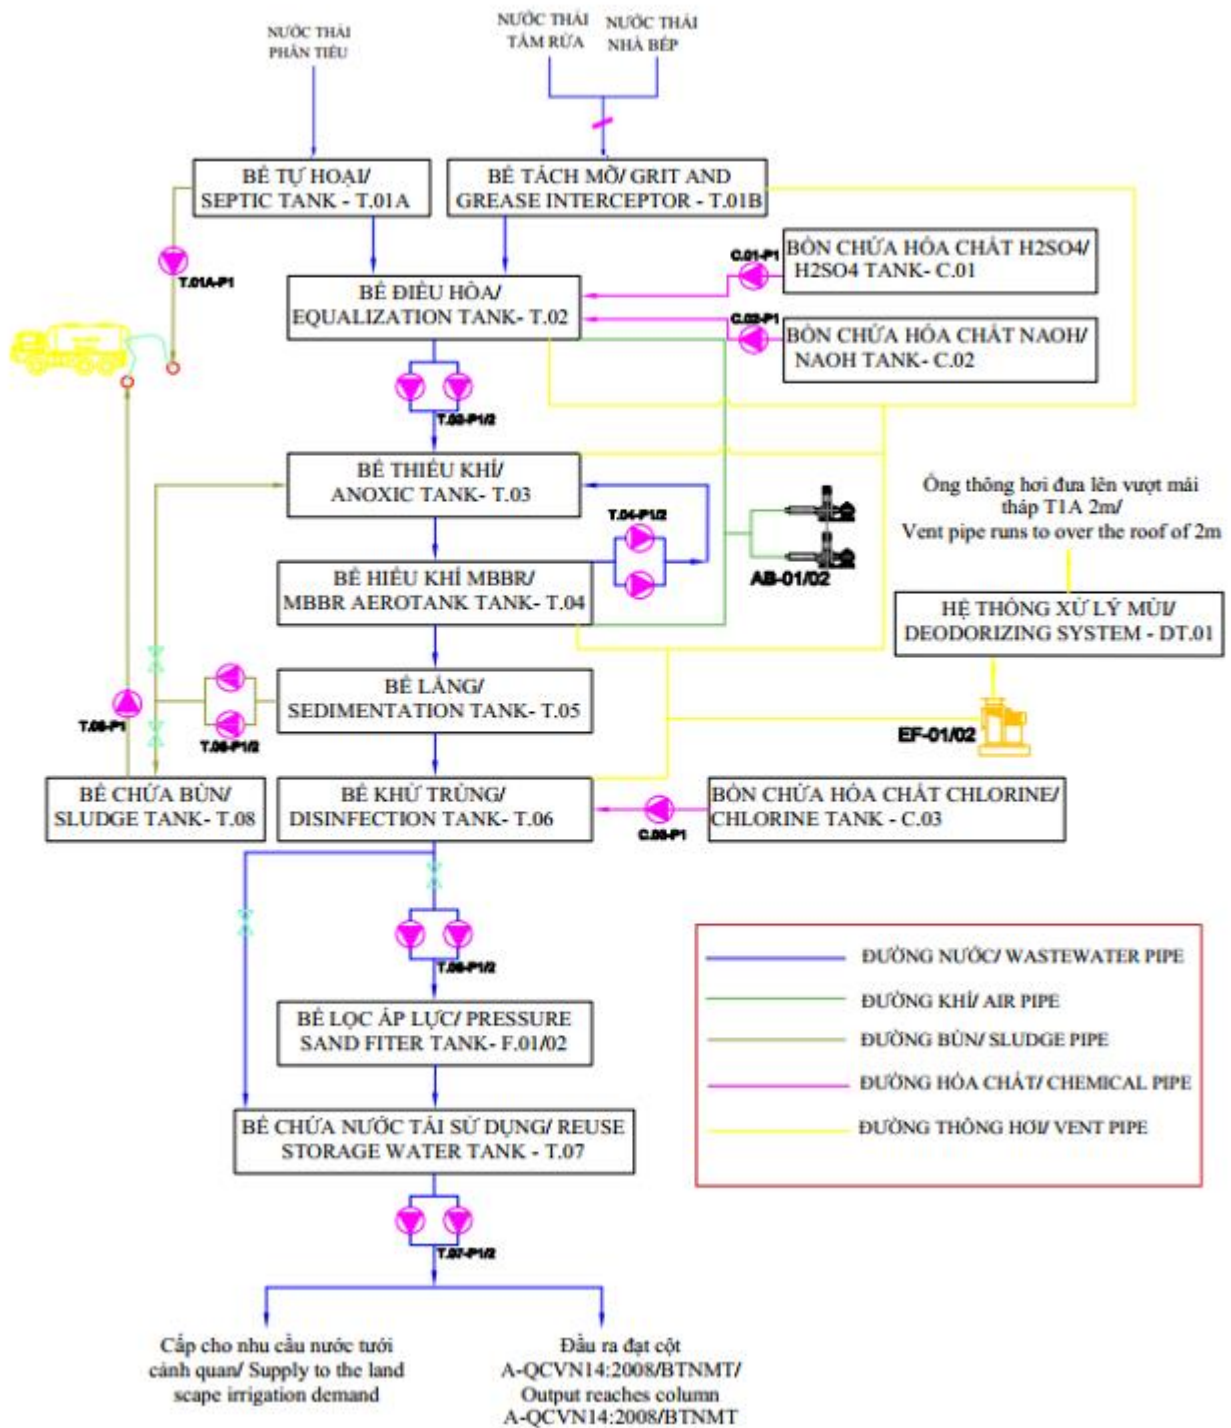 NƯỚC THẢI
PHÂN TIỂU
NƯỚC THẢI
TẮM RỬA
NƯỚC THẢI
NHÀ BẾP
BỂ TỰ HOẠI/
SEPTIC TANK - T.01A
BỂ TÁCH MỠ/ GRIT AND
GREASE INTERCEPTOR - T.01B
T.01A-P1
BỂ ĐIỀU HÒA/
EQUALIZATION TANK- T.02
C.01-P1
BỒN CHỨA HÓA CHẤT H2SO4/
H2SO4 TANK- C.01
C.02-P1
BỒN CHỨA HÓA CHẤT NAOH/
NAOH TANK- C.02
T.02-P1/2
BỂ THIẾU KHÍ/
ANOXIC TANK- T.03
T.04-P1/2
AB-01/02
Ống thông hơi đưa lên vượt mái
tháp T1A 2m/
Vent pipe runs to over the roof of 2m
BỂ HIẾU KHÍ MBBR/
MBBR AEROTANK TANK- T.04
HỆ THỐNG XỬ LÝ MÙI/
DEODORIZING SYSTEM - DT.01
BỂ LẮNG/
SEDIMENTATION TANK- T.05
EF-01/02
BỂ CHỨA BÙN/
SLUDGE TANK- T.08
BỂ KHỬ TRÙNG/
DISINFECTION TANK- T.06
C.03-P1
BỒN CHỨA HÓA CHẤT CHLORINE/
CHLORINE TANK - C.03
T.06-P1/2
BỂ LỌC ÁP LỰC/ PRESSURE
SAND FITER TANK- F.01/02
BỂ CHỨA NƯỚC TÁI SỬ DỤNG/ REUSE
STORAGE WATER TANK - T.07
T.07-P1/2
ĐƯỜNG NƯỚC/ WASTEWATER PIPE
ĐƯỜNG KHÍ/ AIR PIPE
ĐƯỜNG BÙN/ SLUDGE PIPE
ĐƯỜNG HÓA CHẤT/ CHEMICAL PIPE
ĐƯỜNG THÔNG HƠI/ VENT PIPE
Cấp cho nhu cầu nước tưới
cảnh quan/ Supply to the land
scape irrigation demand
Đầu ra đạt cột
A-QCVN14:2008/BTNMT/
Output reaches column
A-QCVN14:2008/BTNMT